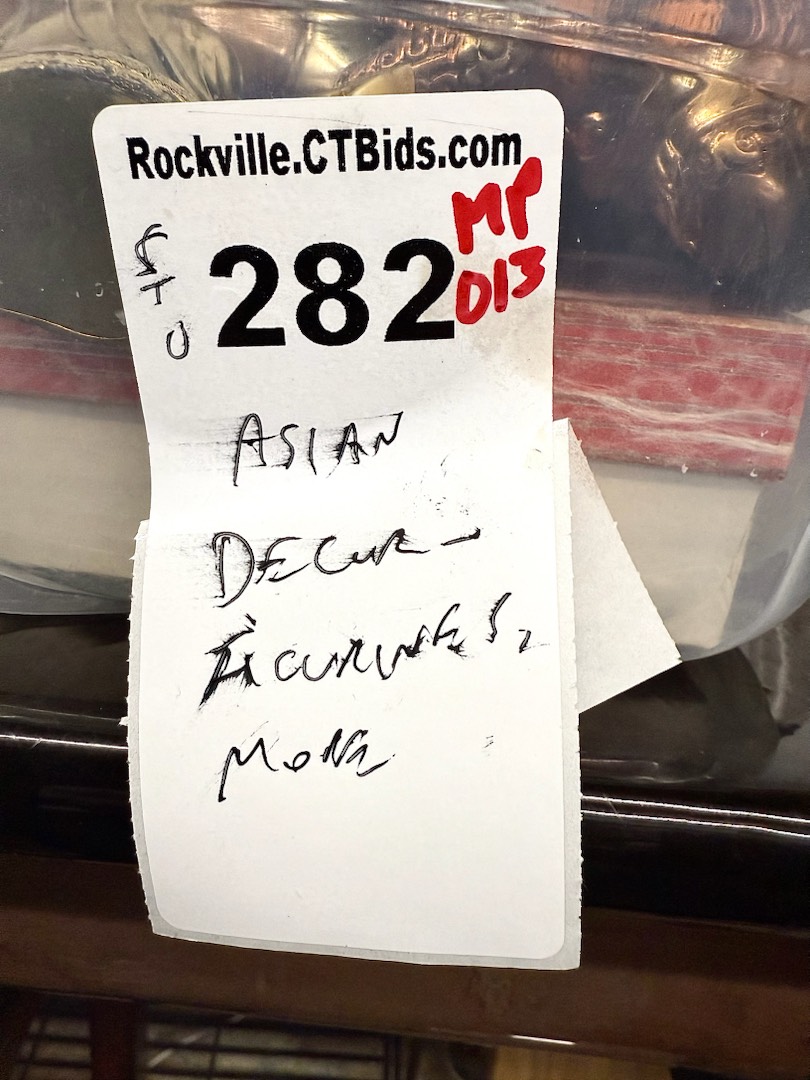 Rockville.CTBids.com
MP
013
282
ASIAN
DECOR -
FIGURINES,
MORE